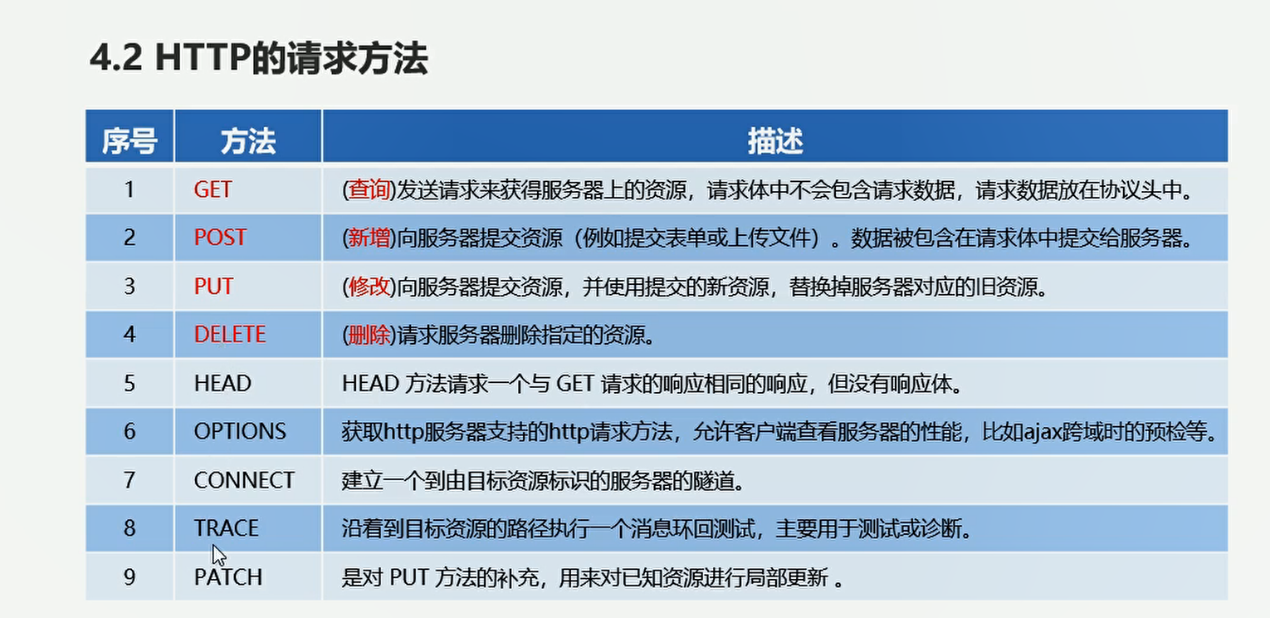 4.2 HTTP的请求方法
序号 方法 描述
1 GET (查询)发送请求来获得服务器上的资源，请求体中不会包含请求数据，请求数据放在协议头中。
2 POST (新增)向服务器提交资源（例如提交表单或上传文件）。数据被包含在请求体中提交给服务器。
3 PUT (修改)向服务器提交资源，并使用提交的新资源，替换掉服务器对应的旧资源。
4 DELETE (删除)请求服务器删除指定的资源。
5 HEAD HEAD 方法请求一个与 GET 请求的响应相同的响应，但没有响应体。
6 OPTIONS 获取http服务器支持的http请求方法，允许客户端查看服务器的性能，比如ajax跨域时的预检等。
7 CONNECT 建立一个到由目标资源标识的服务器的隧道。
8 TRACE 沿着到目标资源的路径执行一个消息环回测试，主要用于测试或诊断。
9 PATCH 是对 PUT 方法的补充，用来对已知资源进行局部更新 。